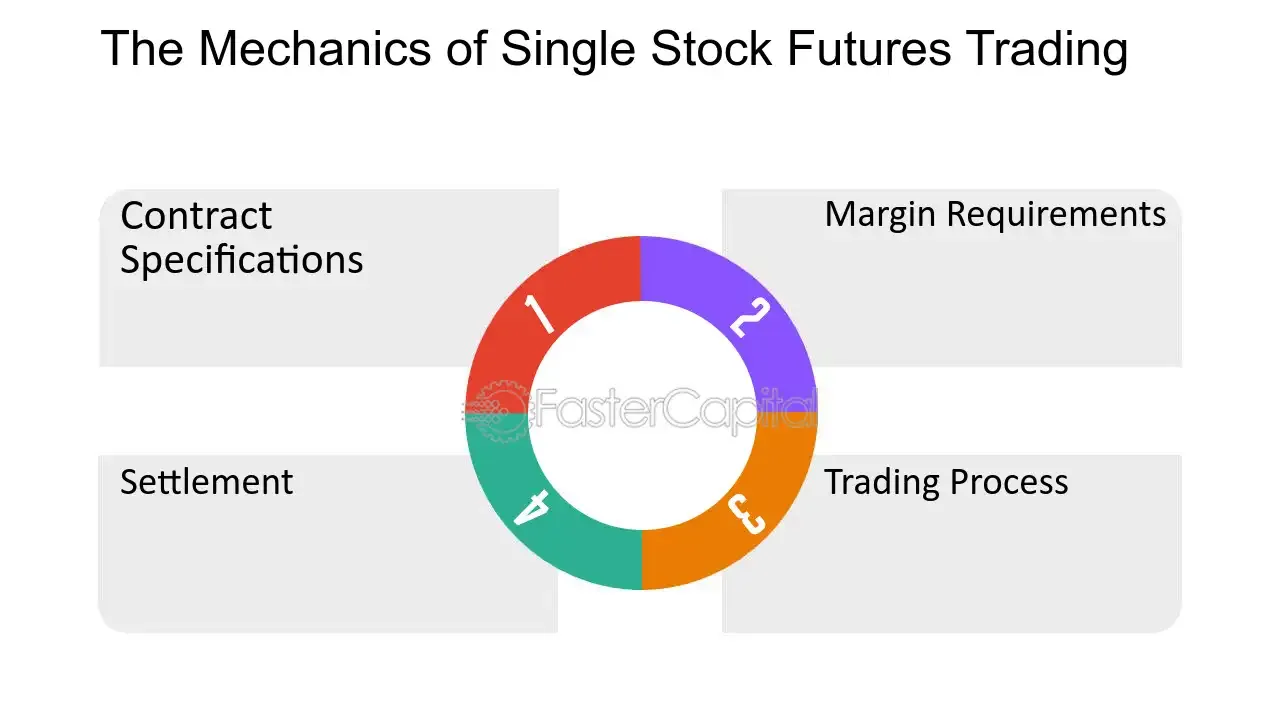 The Mechanics of Single Stock Futures Trading
Contract
Specifications
Margin Requirements
1
2
FasterCapital
Settlement
Trading Process
4
3